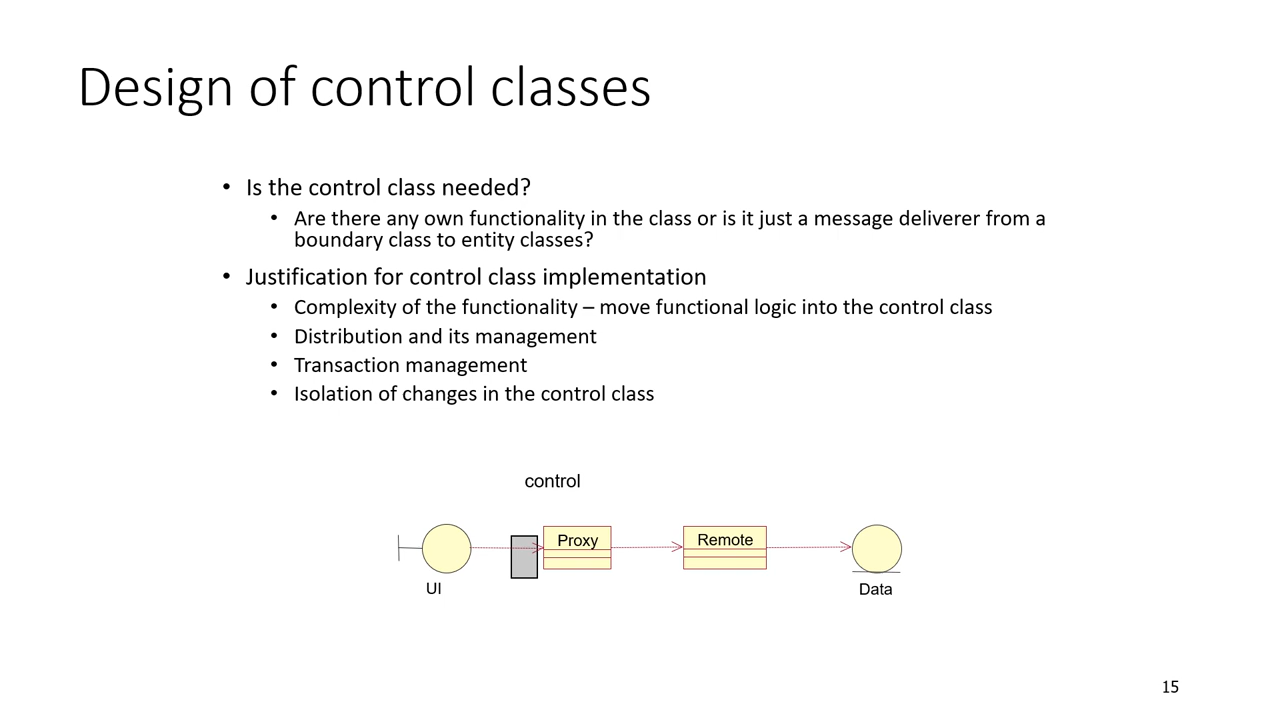 Design of control classes
• Is the control class needed?
• Are there any own functionality in the class or is it just a message deliverer from a
boundary class to entity classes?
• Justification for control class implementation
• Complexity of the functionality – move functional logic into the control class
• Distribution and its management
• Transaction management
• Isolation of changes in the control class
control
Proxy
Remote
UI
Data
15